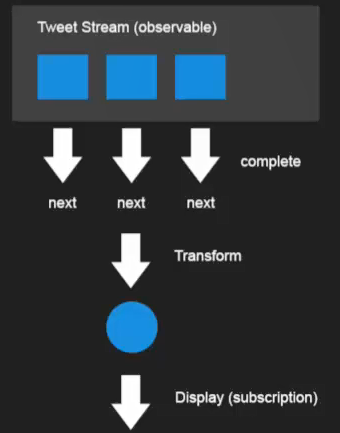 Tweet Stream (observable)
complete
next next next
Transform
Display (subscription)